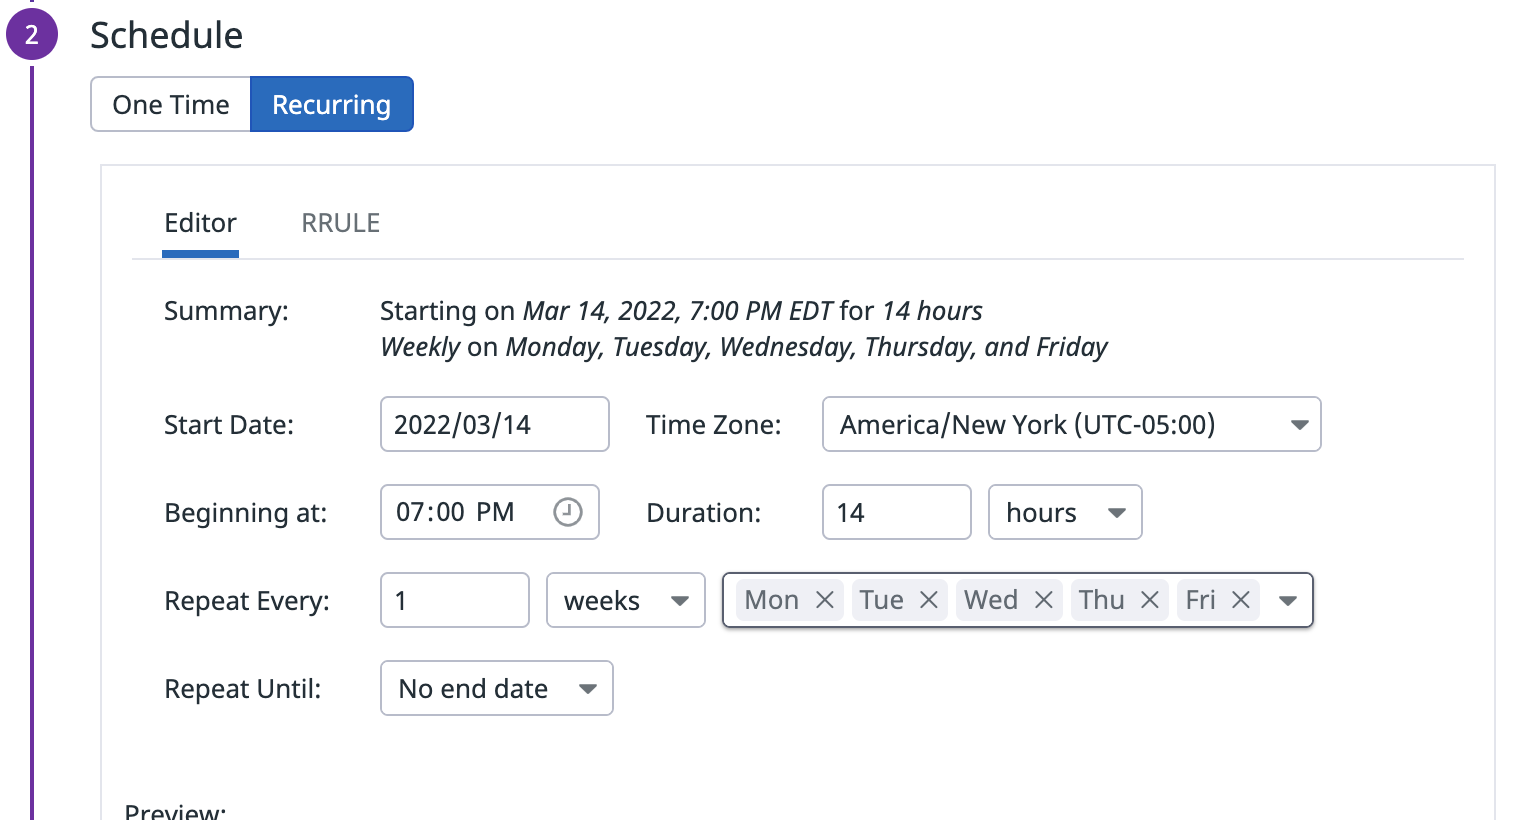 2
Schedule
One Time Recurring
Editor RRULE
Summary: Starting on Mar 14, 2022, 7:00 PM EDT for 14 hours
Weekly on Monday, Tuesday, Wednesday, Thursday, and Friday
Start Date: 2022/03/14 Time Zone: America/New York (UTC-05:00)
Beginning at: 07:00 PM Duration: 14 hours
Repeat Every: 1 weeks Mon Tue Wed Thu Fri
Repeat Until: No end date
Preview: